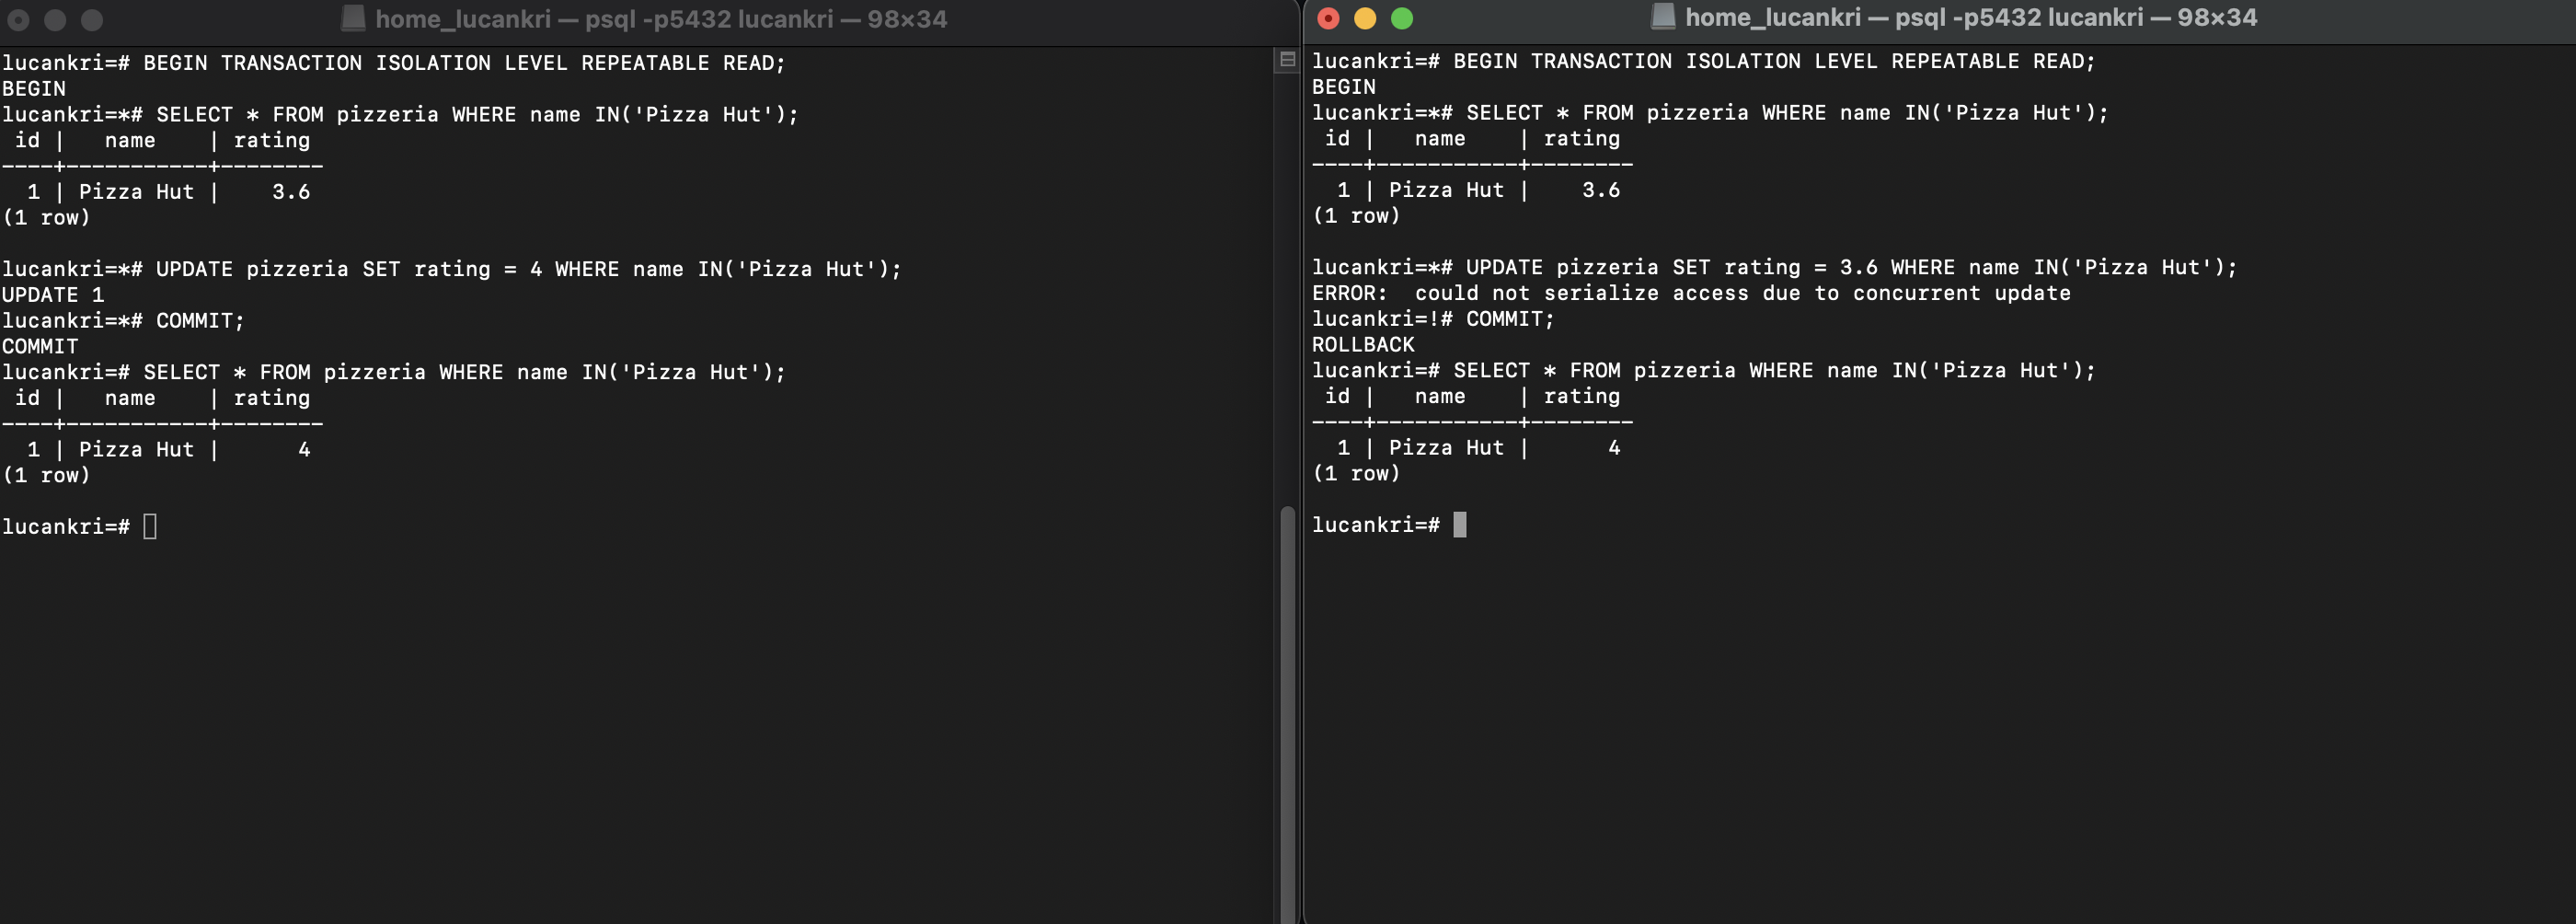 home_lucankri — psql -p5432 lucankri — 98×34
lucankri=# BEGIN TRANSACTION ISOLATION LEVEL REPEATABLE READ;
BEGIN
lucankri=*# SELECT * FROM pizzeria WHERE name IN('Pizza Hut');
 id |   name    | rating
----+-----------+--------
  1 | Pizza Hut |    3.6
(1 row)

lucankri=*# UPDATE pizzeria SET rating = 4 WHERE name IN('Pizza Hut');
UPDATE 1
lucankri=*# COMMIT;
COMMIT
lucankri=# SELECT * FROM pizzeria WHERE name IN('Pizza Hut');
 id |   name    | rating
----+-----------+--------
  1 | Pizza Hut |      4
(1 row)

lucankri=#
home_lucankri — psql -p5432 lucankri — 98×34
lucankri=# BEGIN TRANSACTION ISOLATION LEVEL REPEATABLE READ;
BEGIN
lucankri=*# SELECT * FROM pizzeria WHERE name IN('Pizza Hut');
 id |   name    | rating
----+-----------+--------
  1 | Pizza Hut |    3.6
(1 row)

lucankri=*# UPDATE pizzeria SET rating = 3.6 WHERE name IN('Pizza Hut');
ERROR:  could not serialize access due to concurrent update
lucankri=!# COMMIT;
ROLLBACK
lucankri=# SELECT * FROM pizzeria WHERE name IN('Pizza Hut');
 id |   name    | rating
----+-----------+--------
  1 | Pizza Hut |      4
(1 row)

lucankri=#